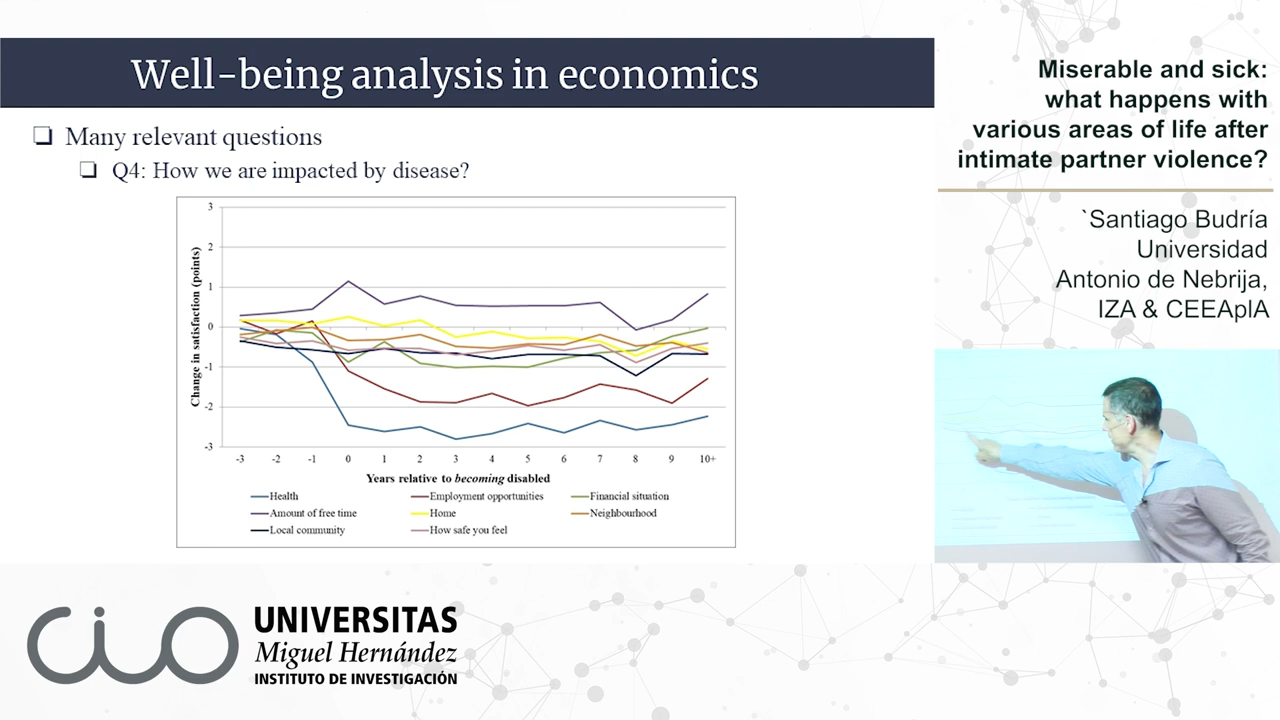 Well-being analysis in economics
Many relevant questions
Q4: How we are impacted by disease?
Change in satisfaction (points)
3
2
1
0
-1
-2
-3
-3 -2 -1 0 1 2 3 4 5 6 7 8 9 10+
Years relative to becoming disabled
Health Employment opportunities Financial situation
Amount of free time Home Neighbourhood
Local community How safe you feel
Miserable and sick:
what happens with
various areas of life after
intimate partner violence?
`Santiago Budría
Universidad
Antonio de Nebrija,
IZA & CEEAplA
cio
UNIVERSITAS
Miguel Hernández
INSTITUTO DE INVESTIGACIÓN